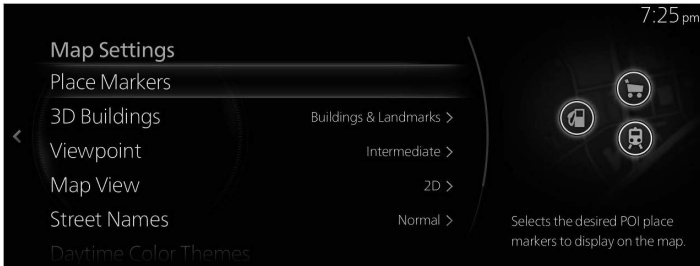 7:25 pm
Map Settings
Place Markers
3D Buildings Buildings & Landmarks >
Viewpoint Intermediate >
Map View 2D >
Street Names Normal >
Daytime Color Themes
Selects the desired POI place
markers to display on the map.